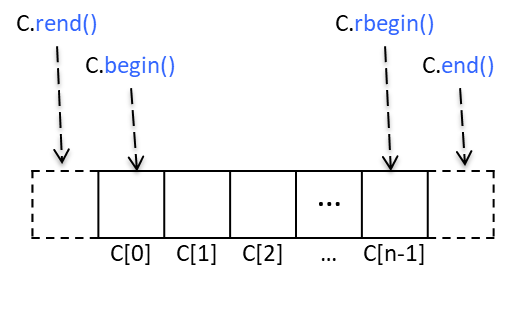 C.rend()
C.rbegin()
C.begin()
C.end()
...
C[0] C[1] C[2] ... C[n-1]